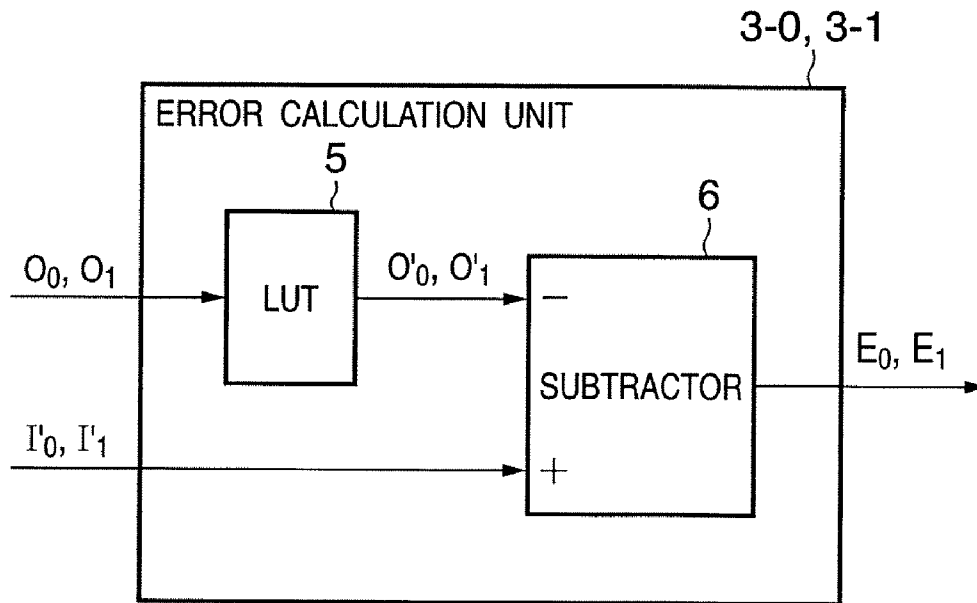 3-0, 3-1
ERROR CALCULATION UNIT
5
6
O₀, O₁
LUT
O'₀, O'₁
−
SUBTRACTOR
E₀, E₁
I'₀, I'₁
+